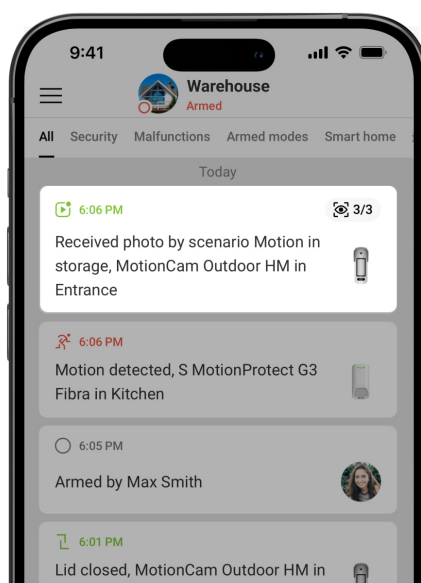 9:41
Warehouse
Armed
All Security Malfunctions Armed modes Smart home
Today
6:06 PM 3/3
Received photo by scenario Motion in
storage, MotionCam Outdoor HM in
Entrance
6:06 PM
Motion detected, S MotionProtect G3
Fibra in Kitchen
6:05 PM
Armed by Max Smith
6:01 PM
Lid closed, MotionCam Outdoor HM in